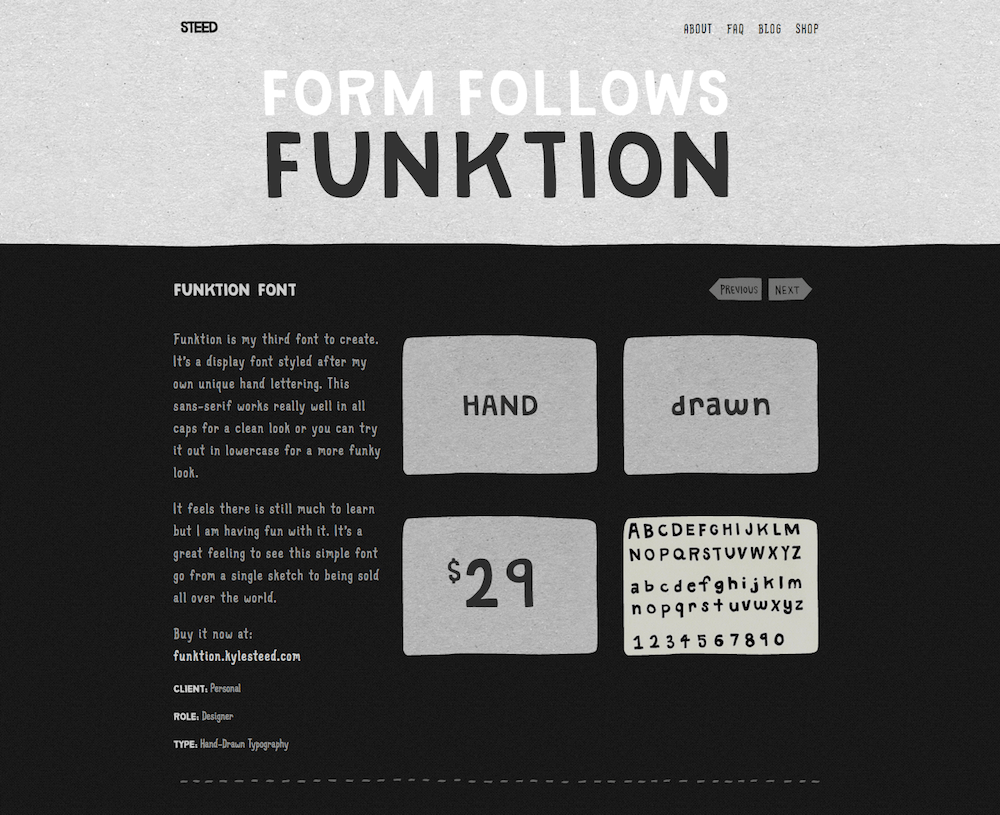 STEED
ABOUT FAQ BLOG SHOP
FORM FOLLOWS
FUNKTION
FUNKTION FONT
PREVIOUS NEXT
Funktion is my third font to create.
It's a display font styled after my
own unique hand lettering. This
sans-serif works really well in all
caps for a clean look or you can try
it out in lowercase for a more funky
look.
It feels there is still much to learn
but I am having fun with it. It's a
great feeling to see this simple font
go from a single sketch to being sold
all over the world.
Buy it now at:
funktion.kylesteed.com
CLIENT: Personal
ROLE: Designer
TYPE: Hand-Drawn Typography
HAND
drawn
$29
ABCDEFGHIJKLM
NOPQRSTUVWXYZ
abcdefghijklm
nopqrstuvwxyz
1234567890